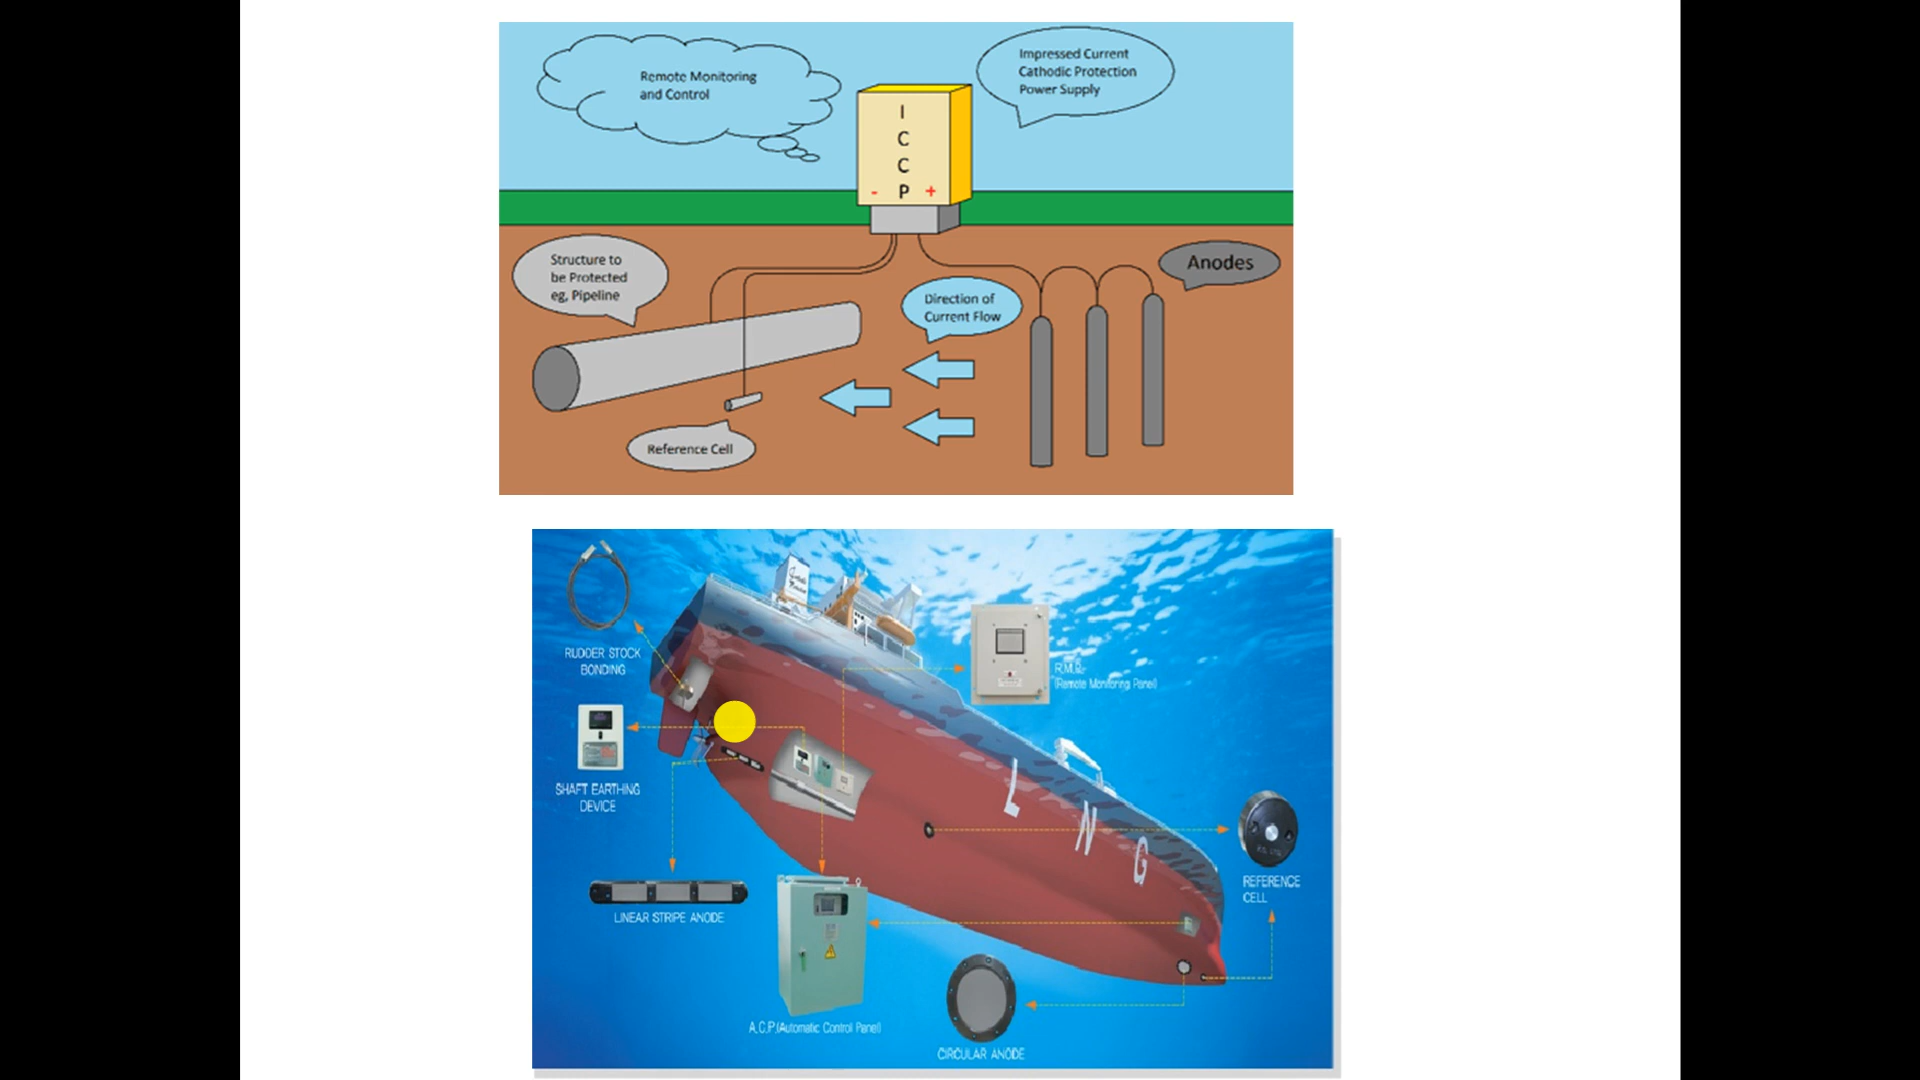 Remote Monitoring
and Control
Impressed Current
Cathodic Protection
Power Supply
I
C
C
- P +
Structure to
be Protected
eg, Pipeline
Direction of
Current Flow
Anodes
Reference Cell
RUDDER STOCK
BONDING
R.M.P.
(Remote Monitoring Panel)
SHAFT EARTHING
DEVICE
L N G
REFERENCE
CELL
LINEAR STRIPE ANODE
A.C.P.(Automatic Control Panel)
CIRCULAR ANODE